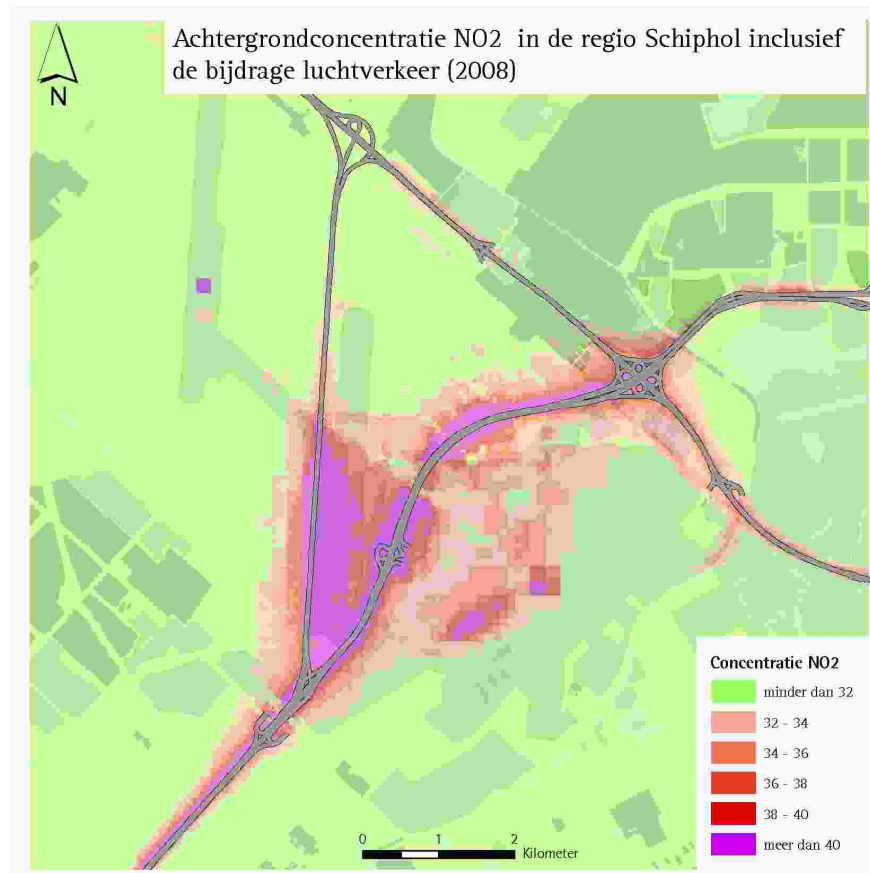 Achtergrondconcentratie NO2 in de regio Schiphol inclusief
de bijdrage luchtverkeer (2008)
N
Concentratie NO2
minder dan 32
32 - 34
34 - 36
36 - 38
38 - 40
meer dan 40
0 1 2
Kilometer